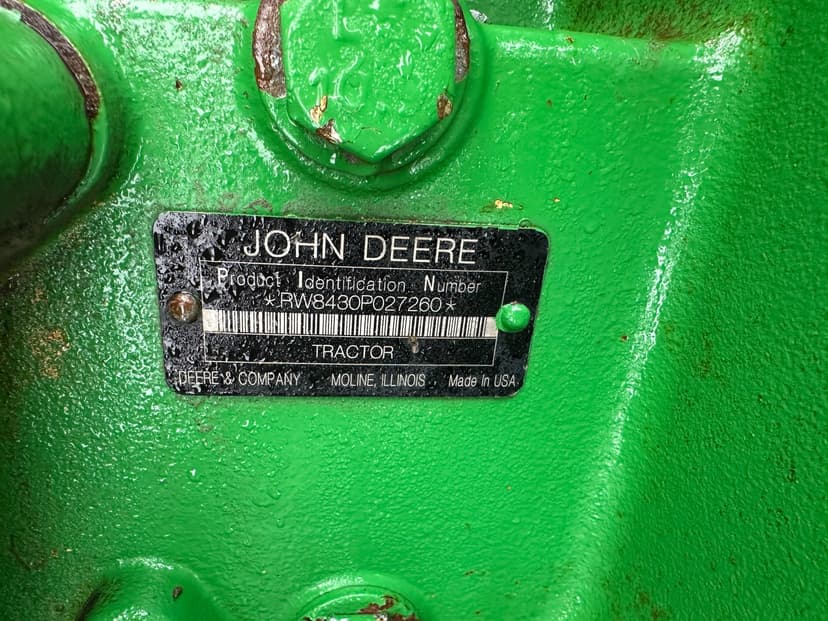 JOHN DEERE
Product Identification Number
*RW8430P027260*
TRACTOR
DEERE & COMPANY MOLINE, ILLINOIS Made In USA